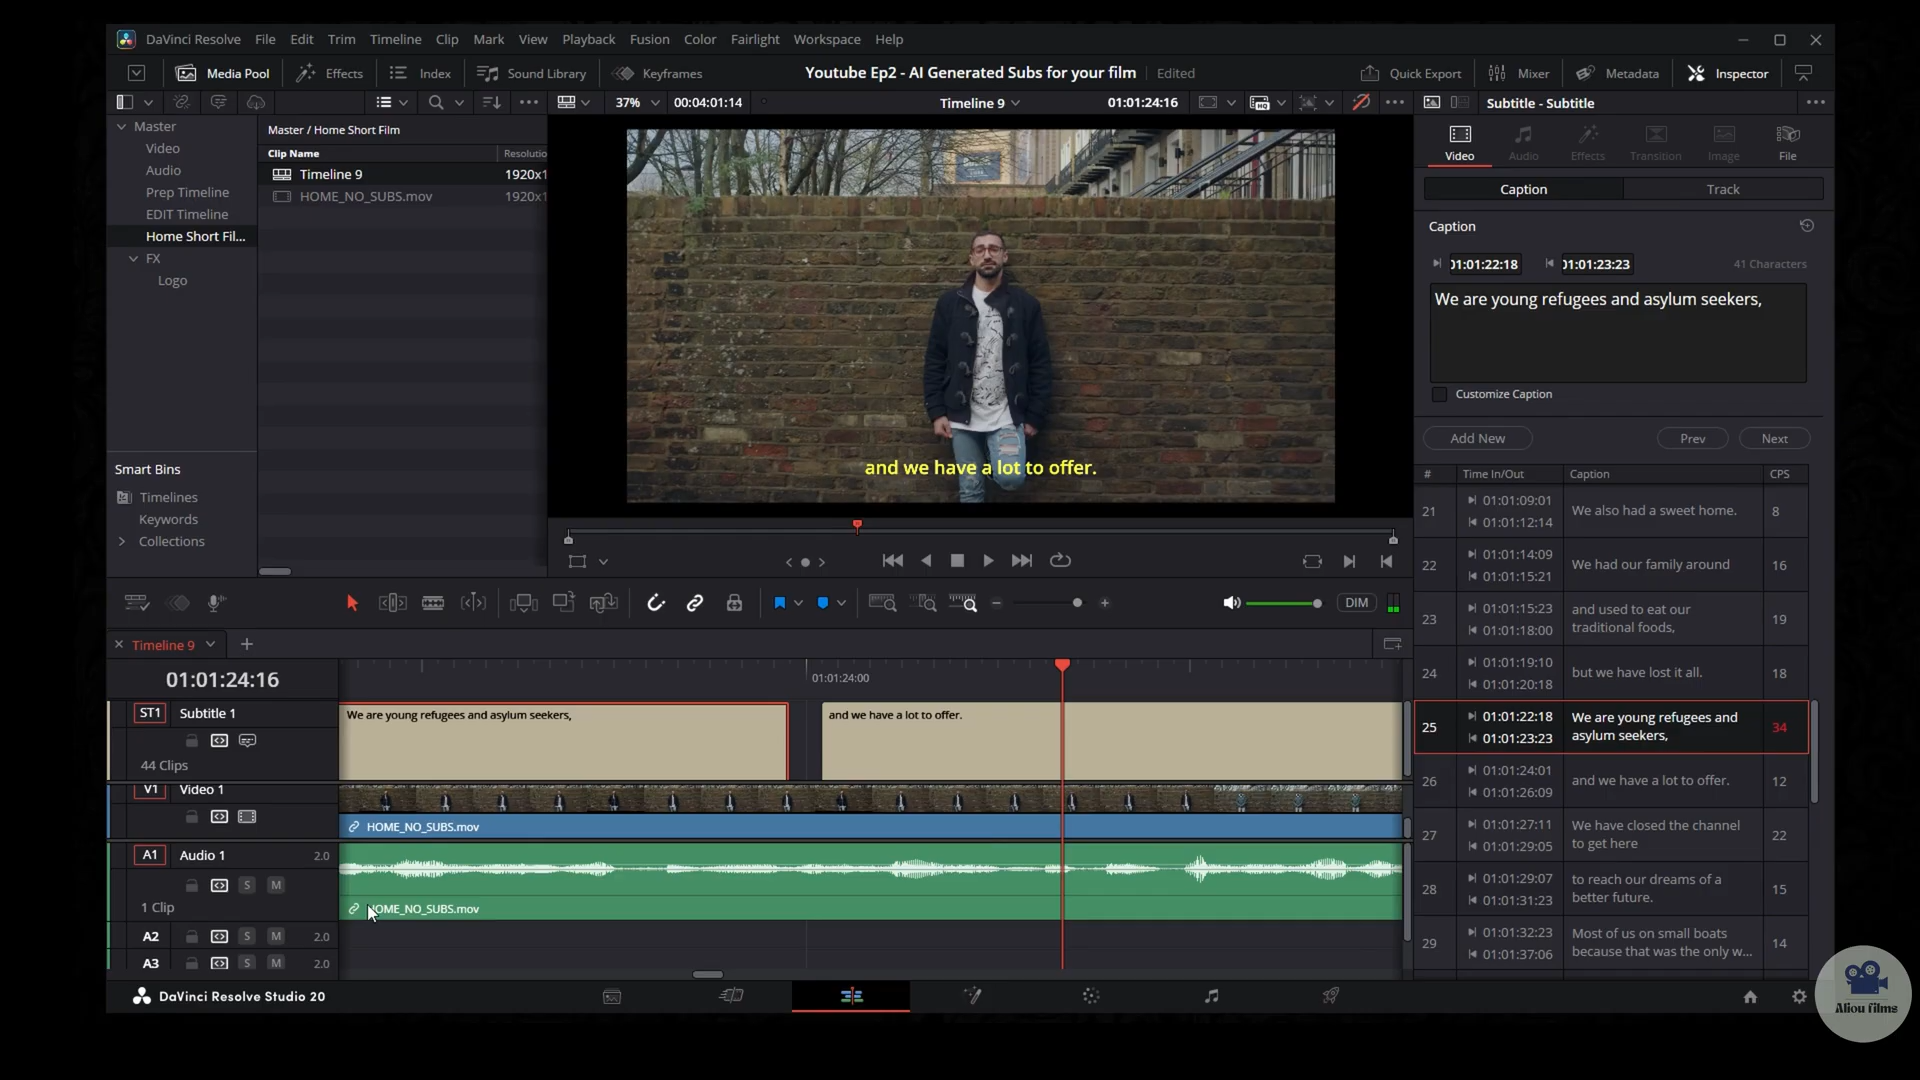 DaVinci Resolve File Edit Trim Timeline Clip Mark View Playback Fusion Color Fairlight Workspace Help
Media Pool Effects Index Sound Library Keyframes Youtube Ep2 - AI Generated Subs for your film Edited Quick Export Mixer Metadata Inspector
37% 00:04:01:14 Timeline 9 01:01:24:16 Subtitle - Subtitle
Master
Video
Audio
Prep Timeline
EDIT Timeline
Home Short Fil...
FX
Logo
Smart Bins
Timelines
Keywords
Collections
Master / Home Short Film
Clip Name Resolutio
Timeline 9 1920x1
HOME_NO_SUBS.mov 1920x1
and we have a lot to offer.
Video Audio Effects Transition Image File
Caption Track
Caption
01:01:22:18 01:01:23:23 41 Characters
We are young refugees and asylum seekers,
Customize Caption
Add New Prev Next
# Time In/Out Caption CPS
21 01:01:09:01 We also had a sweet home. 8
01:01:12:14
22 01:01:14:09 We had our family around 16
01:01:15:21
23 01:01:15:23 and used to eat our 19
01:01:18:00 traditional foods,
24 01:01:19:10 but we have lost it all. 18
01:01:20:18
25 01:01:22:18 We are young refugees and 34
01:01:23:23 asylum seekers,
26 01:01:24:01 and we have a lot to offer. 12
01:01:26:09
27 01:01:27:11 We have closed the channel 22
01:01:29:05 to get here
28 01:01:29:07 to reach our dreams of a 15
01:01:31:23 better future.
29 01:01:32:23 Most of us on small boats 14
01:01:37:06 because that was the only w...
DIM
Timeline 9
01:01:24:16 01:01:24:00
ST1 Subtitle 1 We are young refugees and asylum seekers, and we have a lot to offer.
44 Clips
V1 Video 1
HOME_NO_SUBS.mov
A1 Audio 1 2.0
S M
1 Clip HOME_NO_SUBS.mov
A2 S M 2.0
A3 S M 2.0
DaVinci Resolve Studio 20
Aliou films